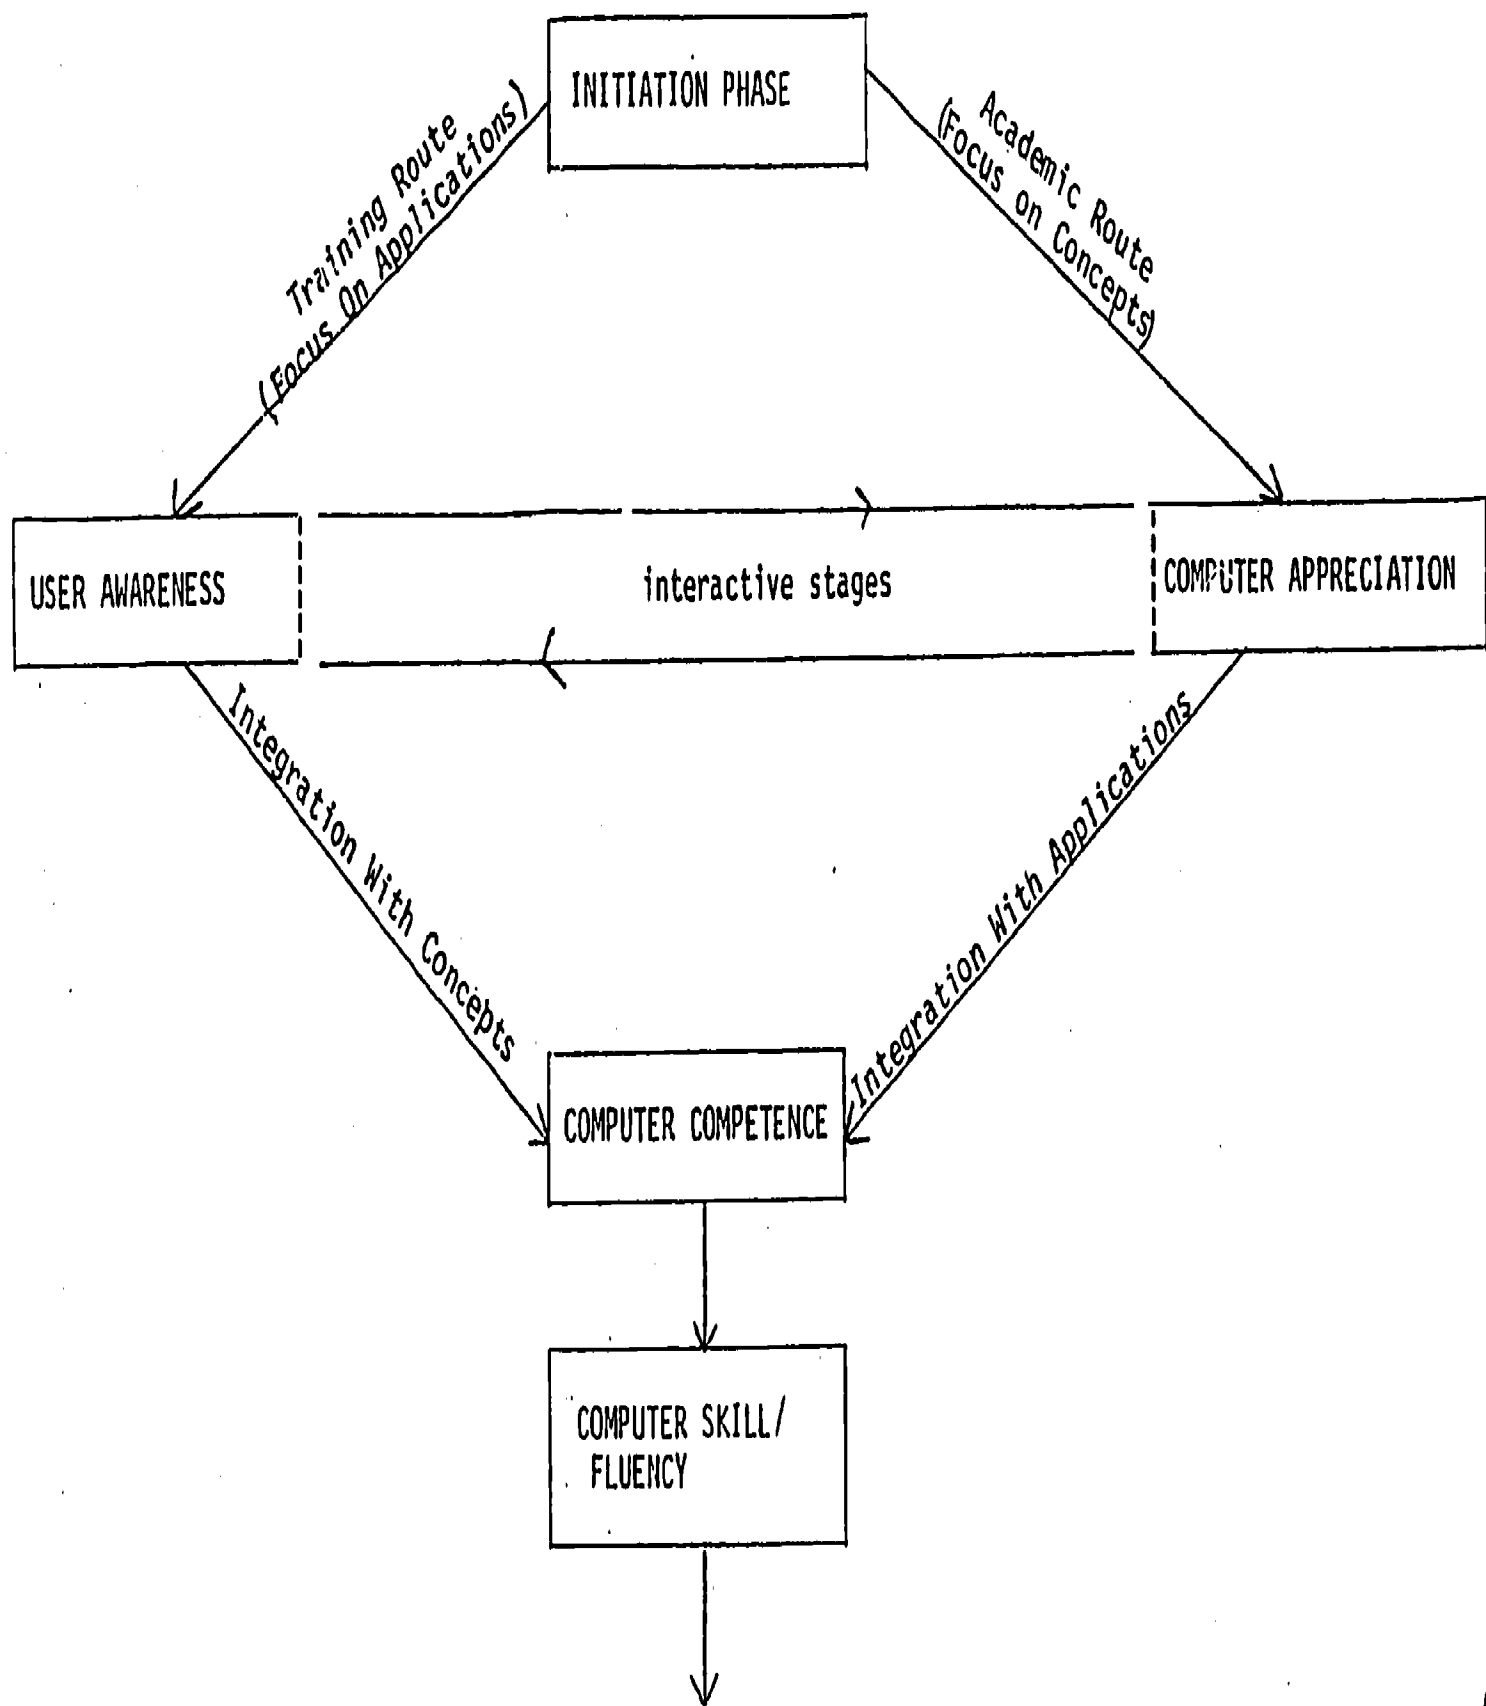 INITIATION PHASE
Training Route
(Focus On Applications)
Academic Route
(Focus on Concepts)
USER AWARENESS
interactive stages
COMPUTER APPRECIATION
Integration With Concepts
Integration With Applications
COMPUTER COMPETENCE
COMPUTER SKILL/
FLUENCY